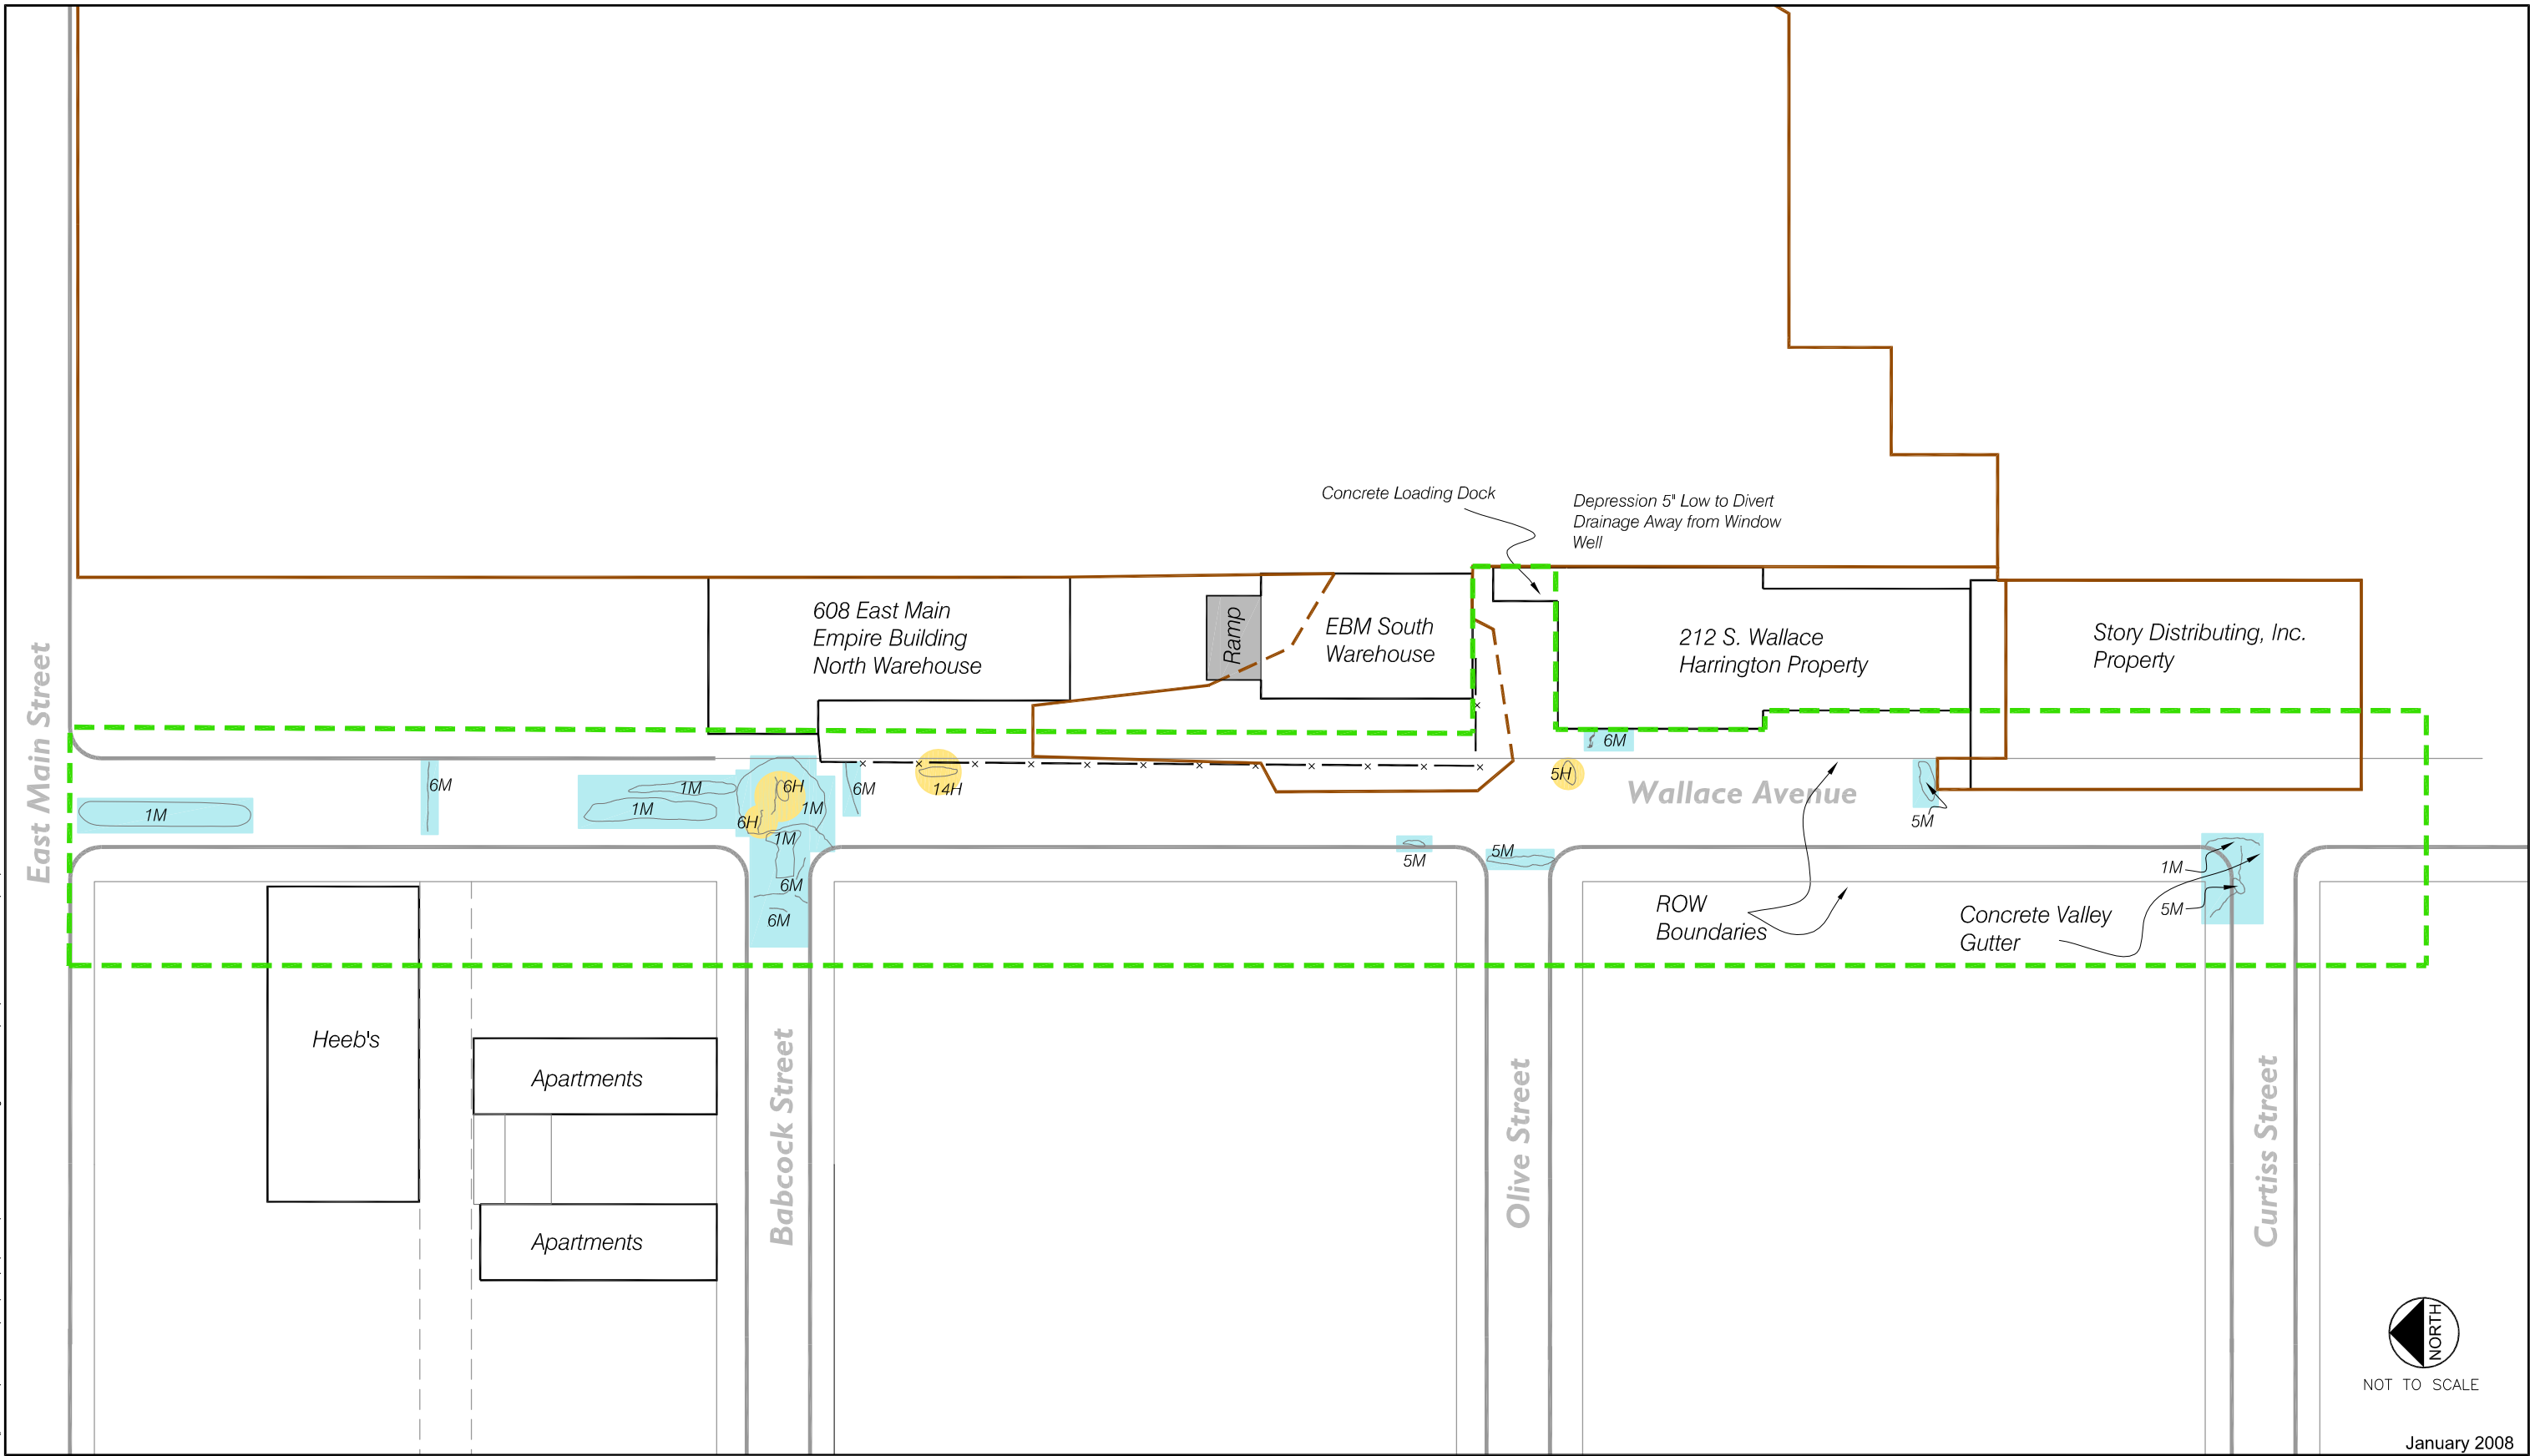 Concrete Loading Dock
Depression 5" Low to Divert
Drainage Away from Window
Well
608 East Main
Empire Building
North Warehouse
Ramp
EBM South
Warehouse
212 S. Wallace
Harrington Property
Story Distributing, Inc.
Property
East Main Street
1M
6M
1M
1M
6H
1M
6H
1M
6M
6M
6M
14H
5H
6M
Wallace Avenue
5M
5M
5M
1M
5M
ROW
Boundaries
Concrete Valley
Gutter
Heeb's
Apartments
Apartments
Babcock Street
Olive Street
Curtiss Street
NORTH
NOT TO SCALE
January 2008